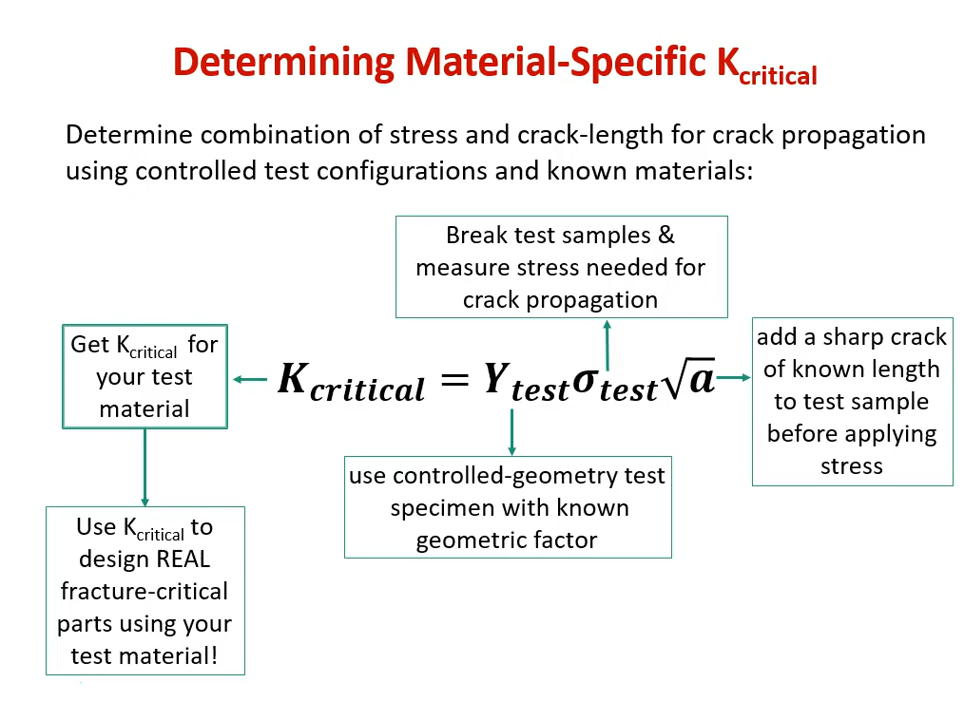 Determining Material-Specific Kcritical
Determine combination of stress and crack-length for crack propagation
using controlled test configurations and known materials:
Break test samples &
measure stress needed for
crack propagation
Get Kcritical for
your test
material
Kcritical = Ytestσtest√a
add a sharp crack
of known length
to test sample
before applying
stress
use controlled-geometry test
specimen with known
geometric factor
Use Kcritical to
design REAL
fracture-critical
parts using your
test material!